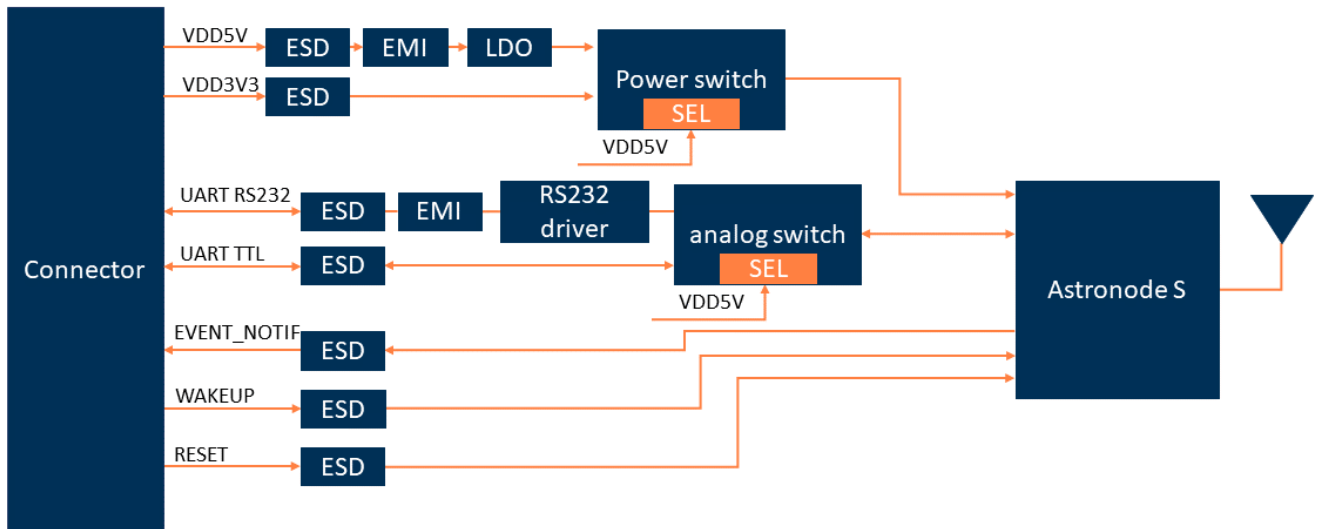 VDD5V
ESD
EMI
LDO
Power switch
SEL
VDD5V
VDD3V3
ESD
UART RS232
ESD
EMI
RS232
driver
analog switch
SEL
VDD5V
UART TTL
ESD
Connector
Astronode S
EVENT_NOTIF
ESD
WAKEUP
ESD
RESET
ESD